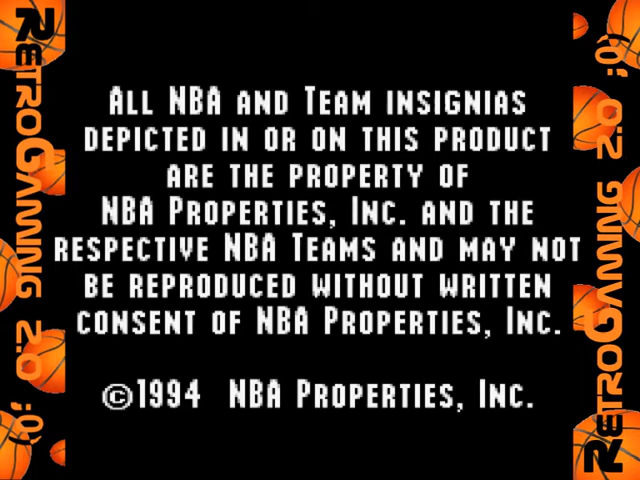 All NBA and Team insignias
depicted in or on this product
are the property of
NBA Properties, Inc. and the
respective NBA Teams and may not
be reproduced without written
consent of NBA Properties, Inc.
©1994 NBA Properties, Inc.
RetroGaming 2.0 ;0)
RetroGaming 2.0 ;0)